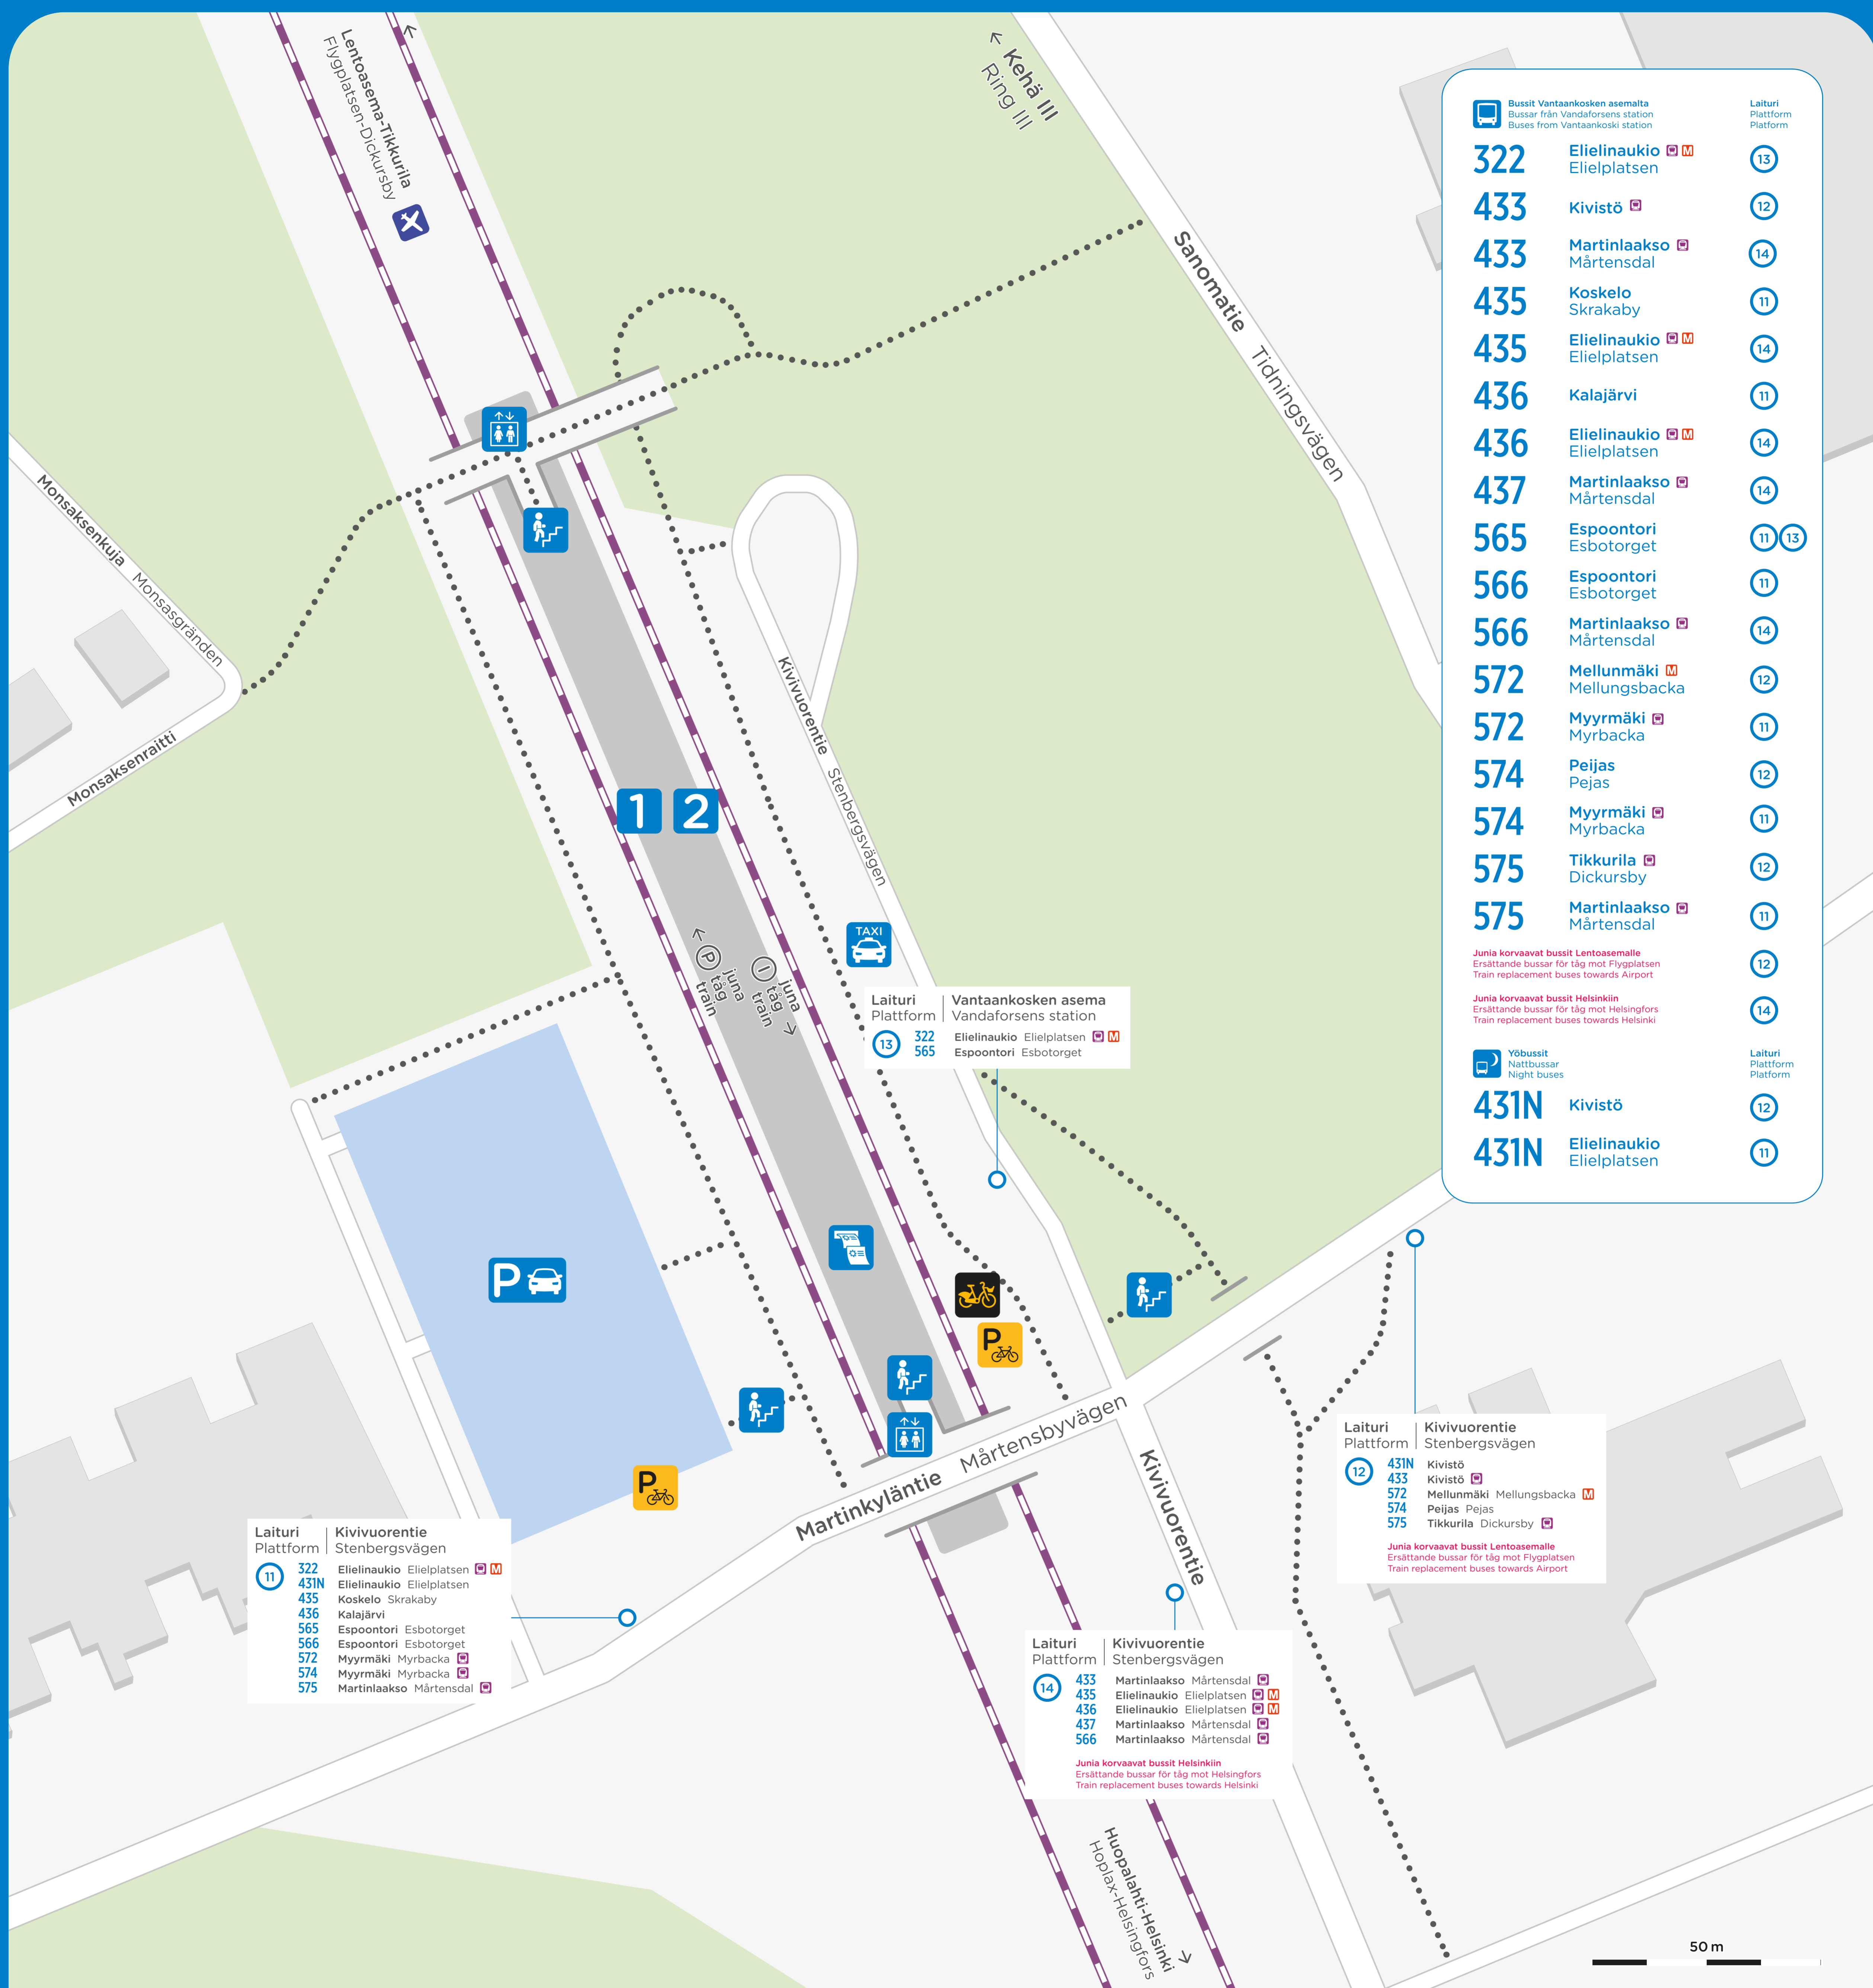 Lentoasema-Tikkurila
Flygplatsen-Dickursby
Kehä III
Ring III
Sanomatie Tidningsvägen
Monsaksenkuja Monsasgränden
Monsaksenraitti
Kivivuorentie Stenbergsvägen
1 2
P juna
tåg
train
I juna
tåg
train
TAXI
Laituri Vantaankosken asema
Plattform Vandaforsens station
13 322 Elielinaukio Elielplatsen M
565 Espoontori Esbotorget
P
P
P
Martinkyläntie Mårtensbyvägen
Kivivuorentie
Laituri Kivivuorentie
Plattform Stenbergsvägen
11 322 Elielinaukio Elielplatsen M
431N Elielinaukio Elielplatsen
435 Koskelo Skrakaby
436 Kalajärvi
565 Espoontori Esbotorget
566 Espoontori Esbotorget
572 Myyrmäki Myrbacka
574 Myyrmäki Myrbacka
575 Martinlaakso Mårtensdal
Laituri Kivivuorentie
Plattform Stenbergsvägen
12 431N Kivistö
433 Kivistö
572 Mellunmäki Mellungsbacka M
574 Peijas Pejas
575 Tikkurila Dickursby
Junia korvaavat bussit Lentoasemalle
Ersättande bussar för tåg mot Flygplatsen
Train replacement buses towards Airport
Laituri Kivivuorentie
Plattform Stenbergsvägen
14 433 Martinlaakso Mårtensdal
435 Elielinaukio Elielplatsen M
436 Elielinaukio Elielplatsen M
437 Martinlaakso Mårtensdal
566 Martinlaakso Mårtensdal
Junia korvaavat bussit Helsinkiin
Ersättande bussar för tåg mot Helsingfors
Train replacement buses towards Helsinki
Huopalahti-Helsinki
Hoplax-Helsingfors
50 m
Bussit Vantaankosken asemalta Laituri
Bussar från Vandaforsens station Plattform
Buses from Vantaankoski station Platform
322 Elielinaukio M 13
Elielplatsen
433 Kivistö 12
433 Martinlaakso 14
Mårtensdal
435 Koskelo 11
Skrakaby
435 Elielinaukio M 14
Elielplatsen
436 Kalajärvi 11
436 Elielinaukio M 14
Elielplatsen
437 Martinlaakso 14
Mårtensdal
565 Espoontori 11 13
Esbotorget
566 Espoontori 11
Esbotorget
566 Martinlaakso 14
Mårtensdal
572 Mellunmäki M 12
Mellungsbacka
572 Myyrmäki 11
Myrbacka
574 Peijas 12
Pejas
574 Myyrmäki 11
Myrbacka
575 Tikkurila 12
Dickursby
575 Martinlaakso 11
Mårtensdal
Junia korvaavat bussit Lentoasemalle
Ersättande bussar för tåg mot Flygplatsen 12
Train replacement buses towards Airport
Junia korvaavat bussit Helsinkiin
Ersättande bussar för tåg mot Helsingfors 14
Train replacement buses towards Helsinki
Yöbussit Laituri
Nattbussar Plattform
Night buses Platform
431N Kivistö 12
431N Elielinaukio 11
Elielplatsen